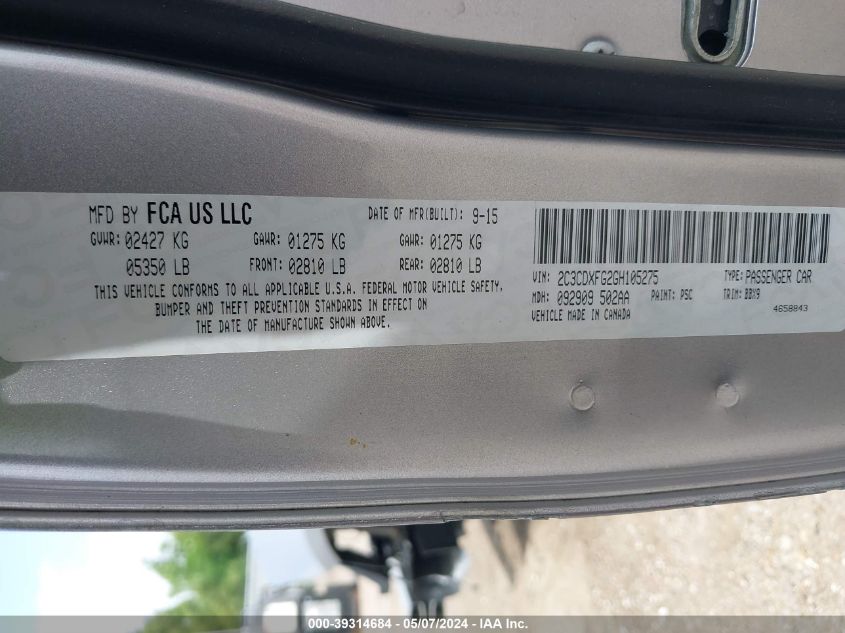 MFD BY FCA US LLC DATE OF MFR(BUILT): 9-15
GVWR: 02427 KG GAWR: 01275 KG GAWR: 01275 KG
05350 LB FRONT: 02810 LB REAR: 02810 LB
THIS VEHICLE CONFORMS TO ALL APPLICABLE U.S.A. FEDERAL MOTOR VEHICLE SAFETY,
BUMPER AND THEFT PREVENTION STANDARDS IN EFFECT ON
THE DATE OF MANUFACTURE SHOWN ABOVE.
VIN: 2C3CDXFG2GH105275 TYPE: PASSENGER CAR
MDH: 092909 502AA PAINT: PSC TRIM: BBX9
VEHICLE MADE IN CANADA 4658843
000-39314684 - 05/07/2024 - IAA Inc.